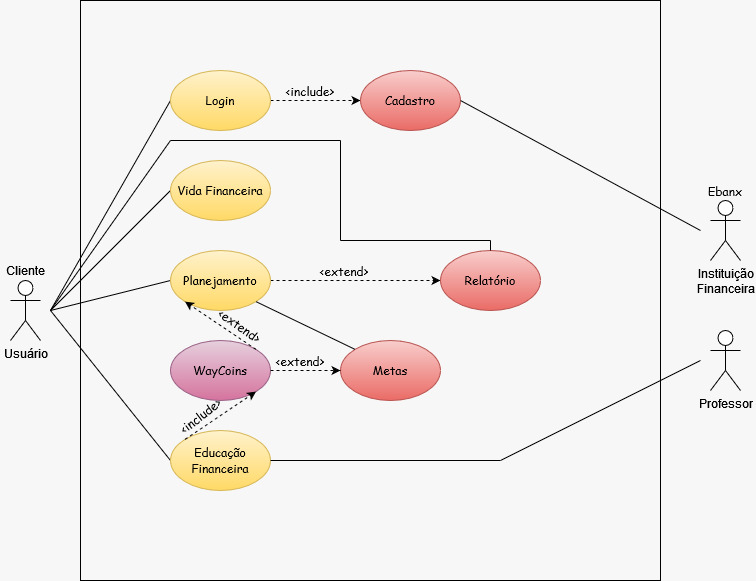 Login
<include>
Cadastro
Vida Financeira
Ebanx
Instituição
Financeira
Cliente
Usuário
Planejamento
<extend>
Relatório
<extend>
WayCoins
<extend>
Metas
Professor
<include>
Educação
Financeira